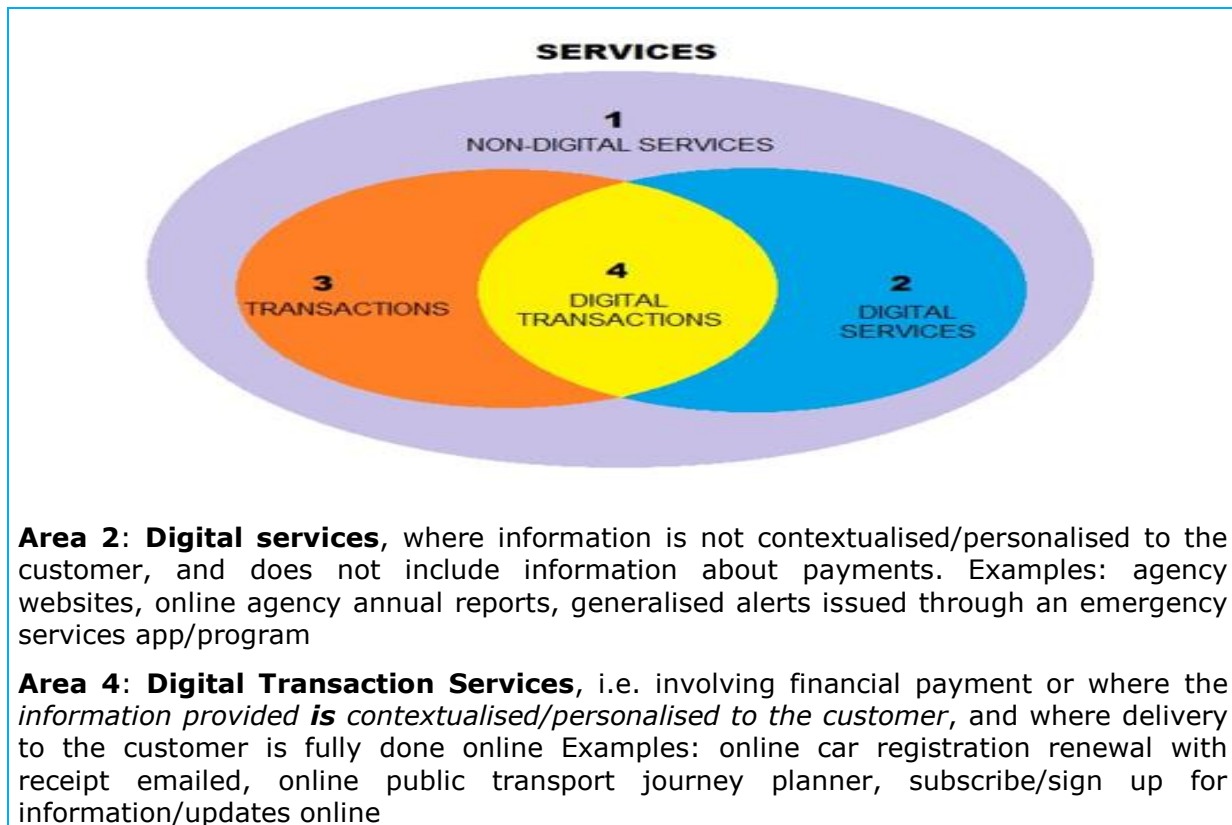 SERVICES
1
NON-DIGITAL SERVICES
3
TRANSACTIONS
4
DIGITAL
TRANSACTIONS
2
DIGITAL
SERVICES
Area 2: Digital services, where information is not contextualised/personalised to the
customer, and does not include information about payments. Examples: agency
websites, online agency annual reports, generalised alerts issued through an emergency
services app/program
Area 4: Digital Transaction Services, i.e. involving financial payment or where the
information provided is contextualised/personalised to the customer, and where delivery
to the customer is fully done online Examples: online car registration renewal with
receipt emailed, online public transport journey planner, subscribe/sign up for
information/updates online